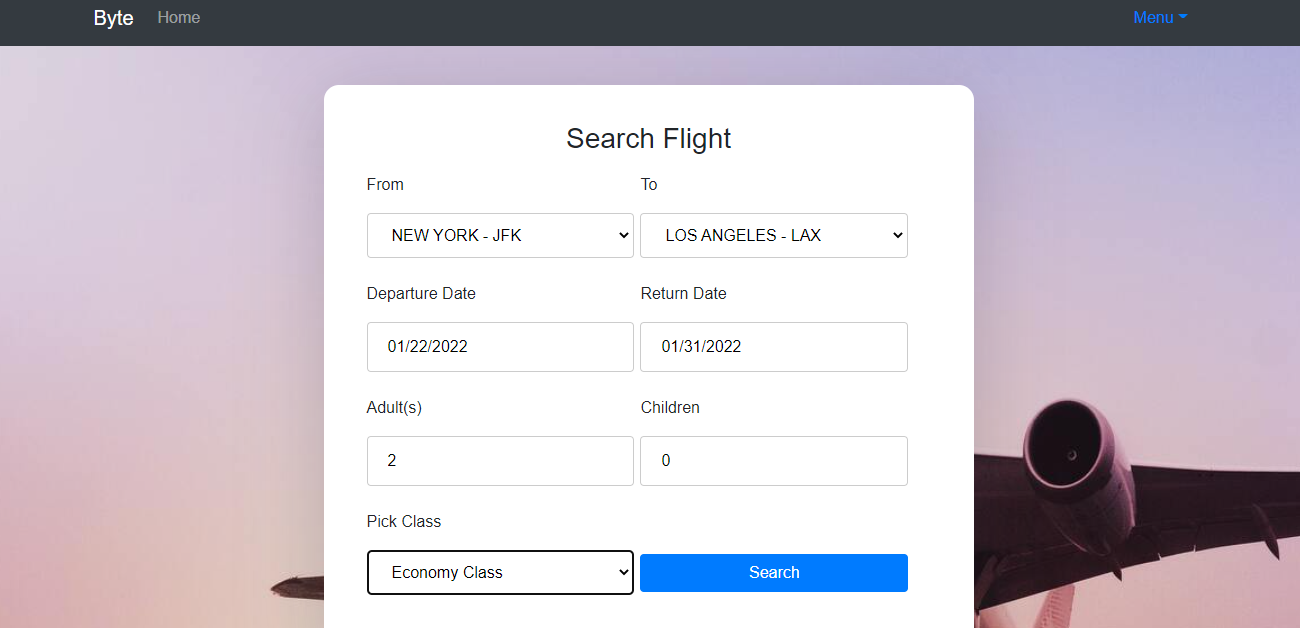 Byte Home Menu
Search Flight
From To
NEW YORK - JFK LOS ANGELES - LAX
Departure Date Return Date
01/22/2022 01/31/2022
Adult(s) Children
2 0
Pick Class
Economy Class Search